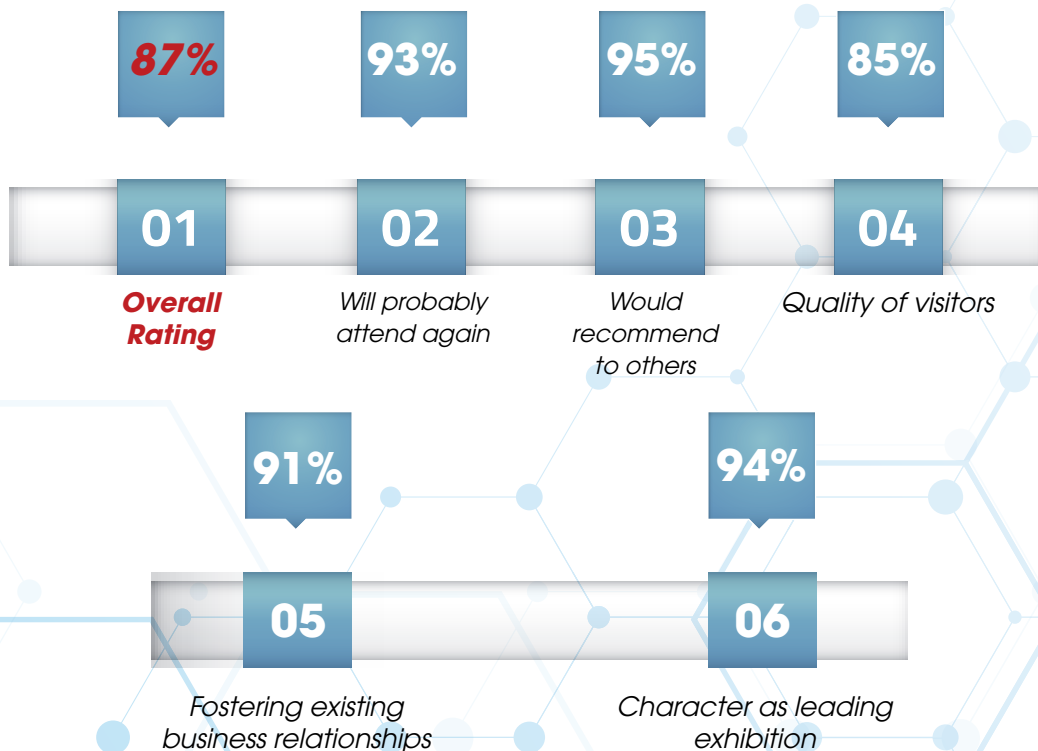 87%
93%
95%
85%
01
02
03
04
Overall
Rating
Will probably
attend again
Would
recommend
to others
Quality of visitors
91%
94%
05
06
Fostering existing
business relationships
Character as leading
exhibition